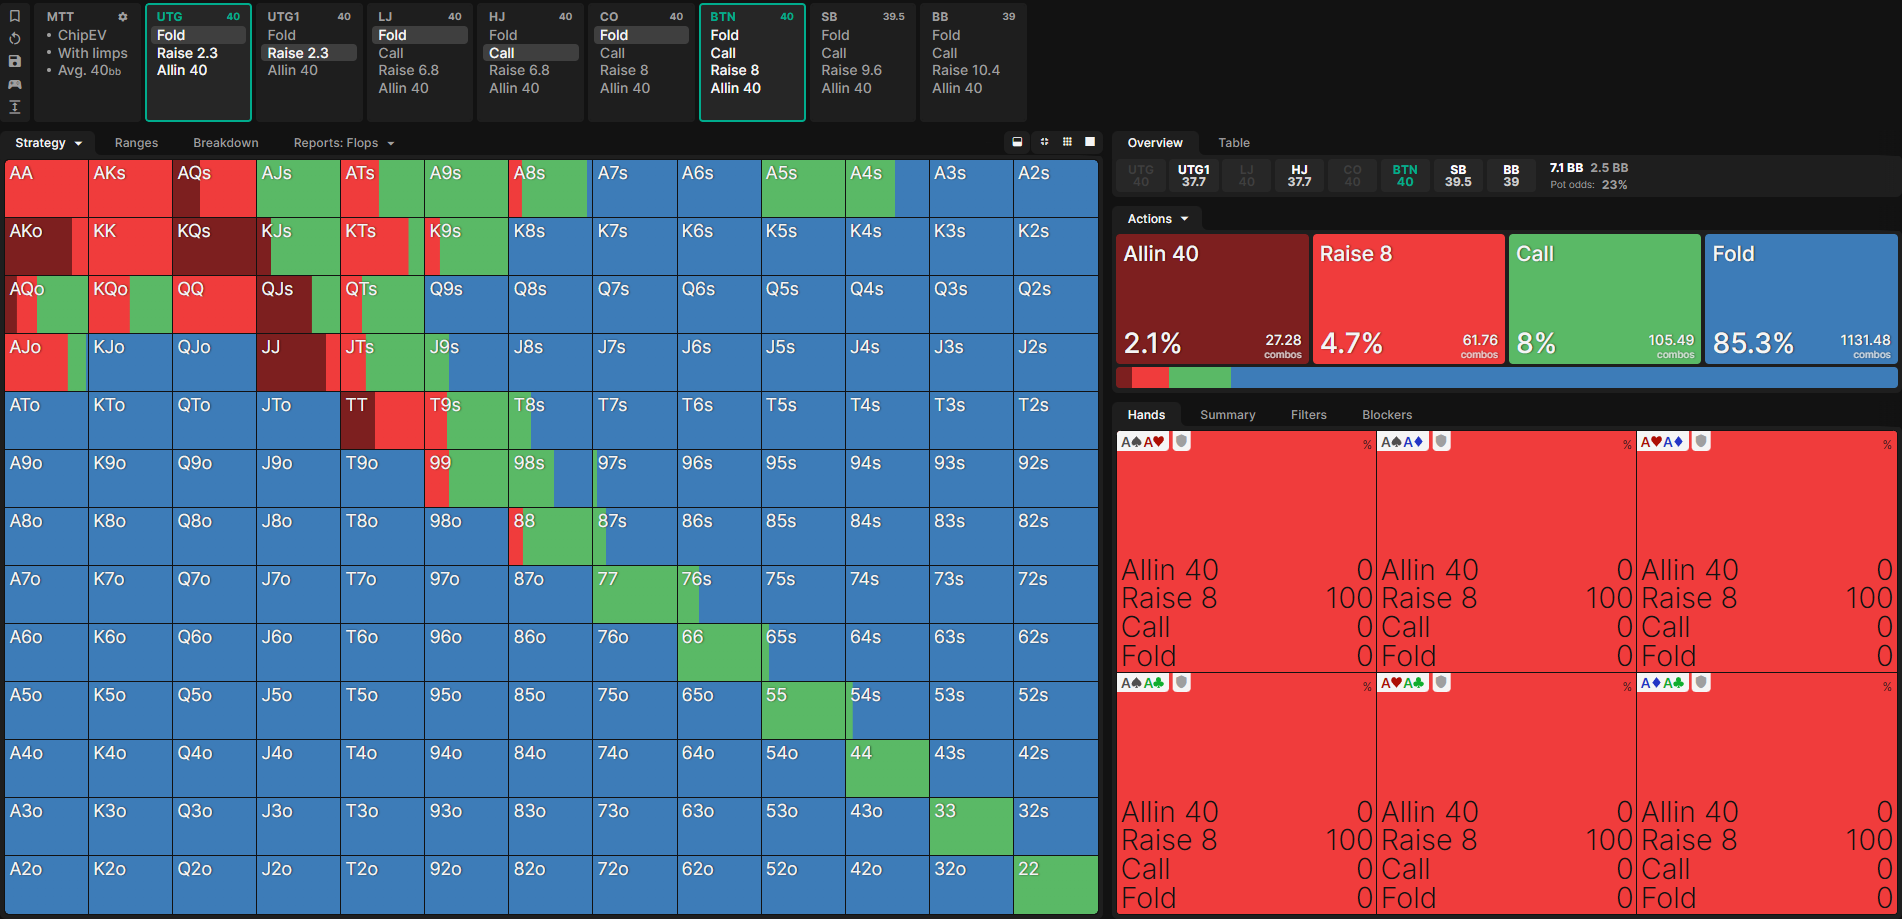 MTT
• ChipEV
• With limps
• Avg. 40bb
UTG 40
Fold
Raise 2.3
Allin 40
UTG1 40
Fold
Raise 2.3
Allin 40
LJ 40
Fold
Call
Raise 6.8
Allin 40
HJ 40
Fold
Call
Raise 6.8
Allin 40
CO 40
Fold
Call
Raise 8
Allin 40
BTN 40
Fold
Call
Raise 8
Allin 40
SB 39.5
Fold
Call
Raise 9.6
Allin 40
BB 39
Fold
Call
Raise 10.4
Allin 40
Strategy Ranges Breakdown Reports: Flops
AA AKs AQs AJs ATs A9s A8s A7s A6s A5s A4s A3s A2s
AKo KK KQs KJs KTs K9s K8s K7s K6s K5s K4s K3s K2s
AQo KQo QQ QJs QTs Q9s Q8s Q7s Q6s Q5s Q4s Q3s Q2s
AJo KJo QJo JJ JTs J9s J8s J7s J6s J5s J4s J3s J2s
ATo KTo QTo JTo TT T9s T8s T7s T6s T5s T4s T3s T2s
A9o K9o Q9o J9o T9o 99 98s 97s 96s 95s 94s 93s 92s
A8o K8o Q8o J8o T8o 98o 88 87s 86s 85s 84s 83s 82s
A7o K7o Q7o J7o T7o 97o 87o 77 76s 75s 74s 73s 72s
A6o K6o Q6o J6o T6o 96o 86o 76o 66 65s 64s 63s 62s
A5o K5o Q5o J5o T5o 95o 85o 75o 65o 55 54s 53s 52s
A4o K4o Q4o J4o T4o 94o 84o 74o 64o 54o 44 43s 42s
A3o K3o Q3o J3o T3o 93o 83o 73o 63o 53o 43o 33 32s
A2o K2o Q2o J2o T2o 92o 82o 72o 62o 52o 42o 32o 22
Overview Table
UTG UTG1 LJ HJ CO BTN SB BB 7.1 BB 2.5 BB
40 37.7 40 37.7 40 40 39.5 39 Pot odds: 23%
Actions
Allin 40
2.1% 27.28
combos
Raise 8
4.7% 61.76
combos
Call
8% 105.49
combos
Fold
85.3% 1131.48
combos
Hands Summary Filters Blockers
A♠A♥ % A♠A♦ % A♥A♦ %
Allin 40 0 Allin 40 0 Allin 40 0
Raise 8 100 Raise 8 100 Raise 8 100
Call 0 Call 0 Call 0
Fold 0 Fold 0 Fold 0
A♠A♣ % A♥A♣ % A♦A♣ %
Allin 40 0 Allin 40 0 Allin 40 0
Raise 8 100 Raise 8 100 Raise 8 100
Call 0 Call 0 Call 0
Fold 0 Fold 0 Fold 0